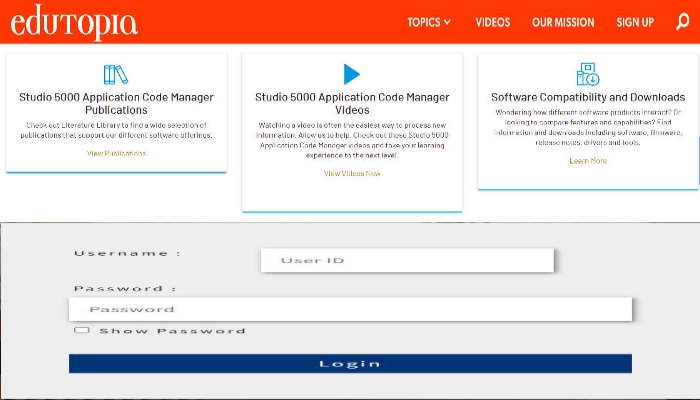 edutopia
TOPICS
VIDEOS
OUR MISSION
SIGN UP
Studio 5000 Application Code Manager
Publications
Check out Literature Library to find a wide selection of
publications that support our different software offerings.
View Publications
Studio 5000 Application Code Manager
Videos
Watching a video is often the easiest way to process new
information. Allow us to help. Check out these Studio 5000
Application Code Manager videos and take your learning
experience to the next level.
View Videos Now
Software Compatibility and Downloads
Wondering how different software products interact? Or
looking to compare features and capabilities? Find
information and downloads including software, firmware,
release notes, drivers and tools.
Learn More
Username :
User ID
Password :
Password
Show Password
Login